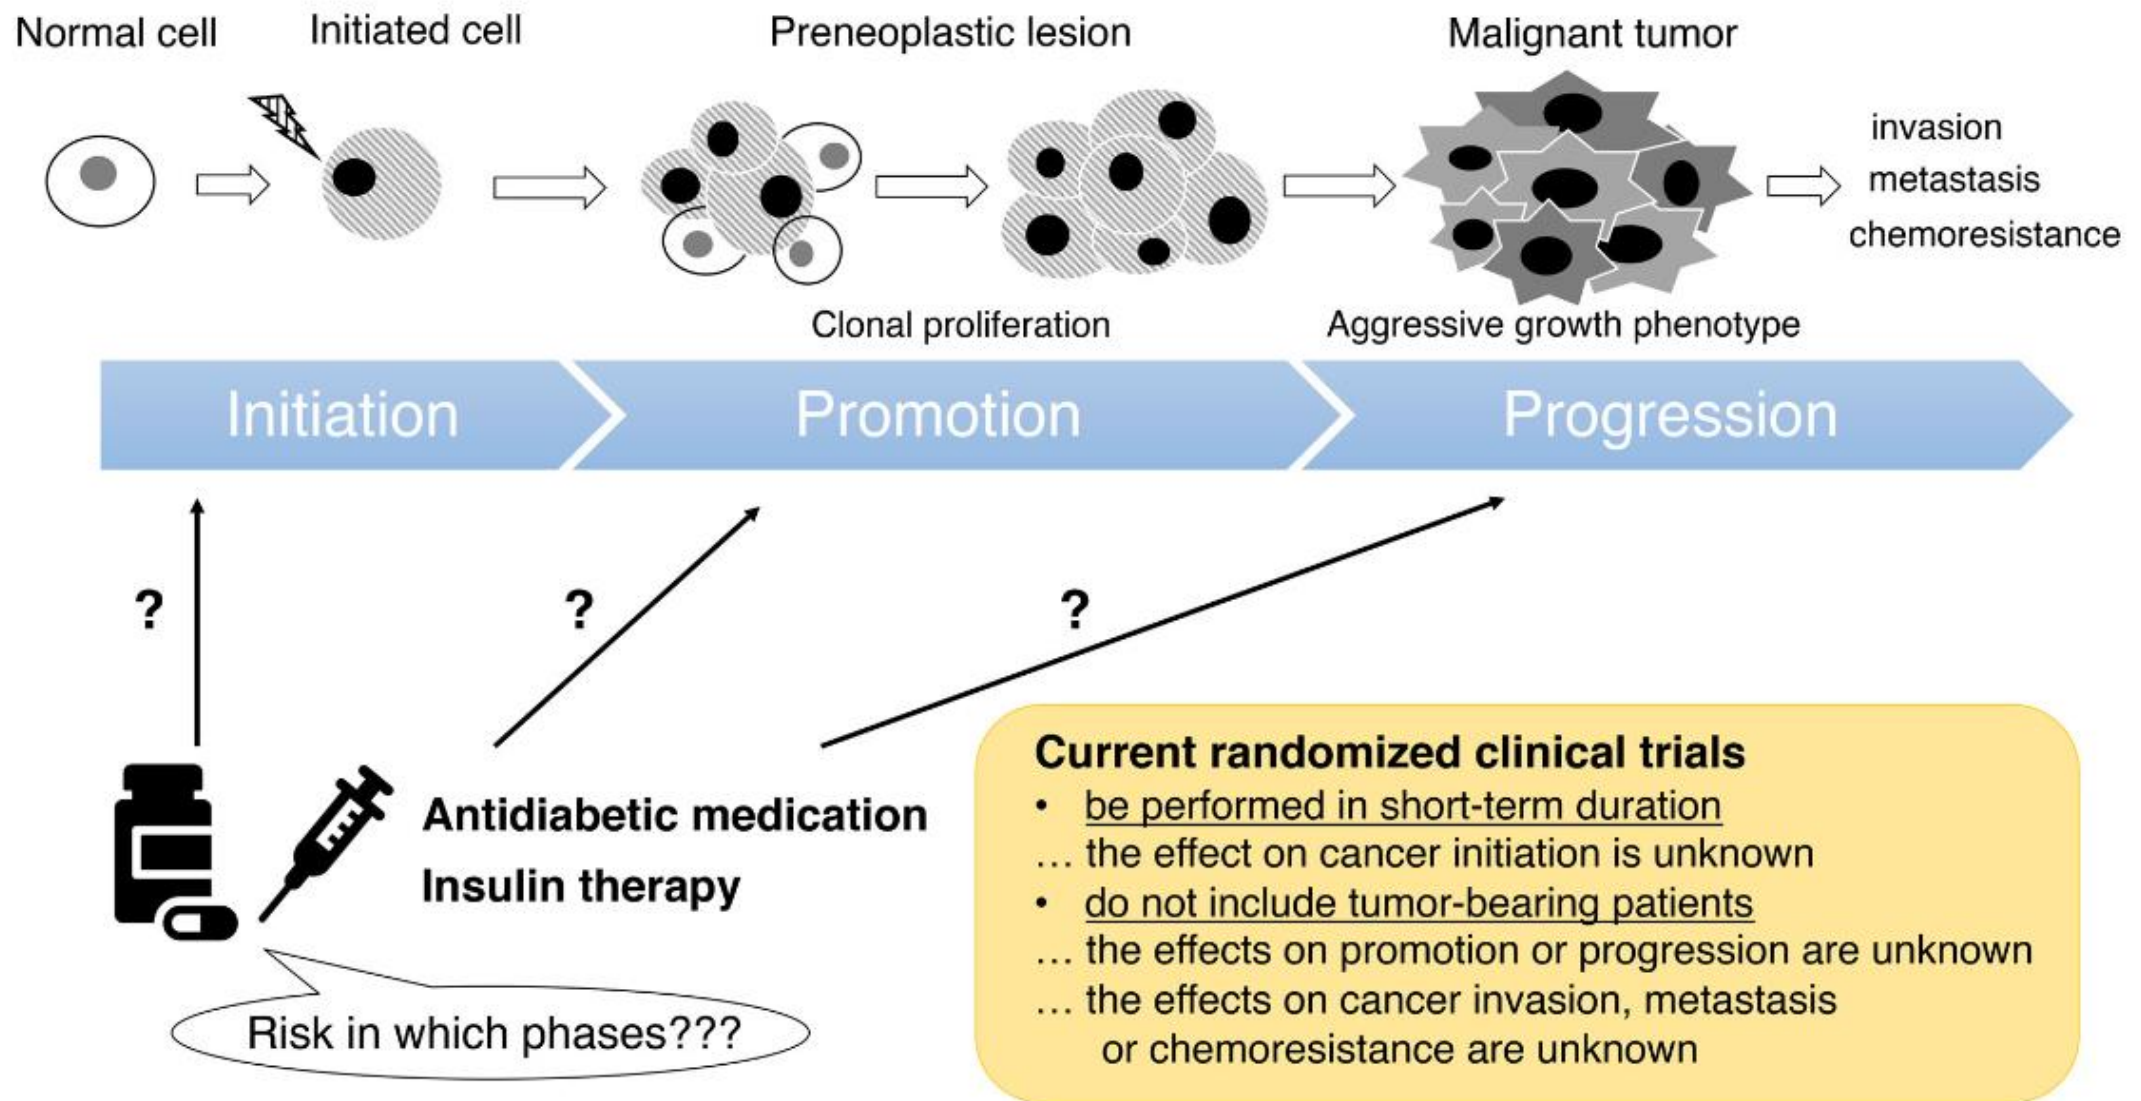 Normal cell
Initiated cell
Preneoplastic lesion
Malignant tumor
invasion
metastasis
chemoresistance
Clonal proliferation
Aggressive growth phenotype
Initiation
Promotion
Progression
?
?
?
Antidiabetic medication
Insulin therapy
Risk in which phases???
Current randomized clinical trials
• be performed in short-term duration
… the effect on cancer initiation is unknown
• do not include tumor-bearing patients
… the effects on promotion or progression are unknown
… the effects on cancer invasion, metastasis
or chemoresistance are unknown